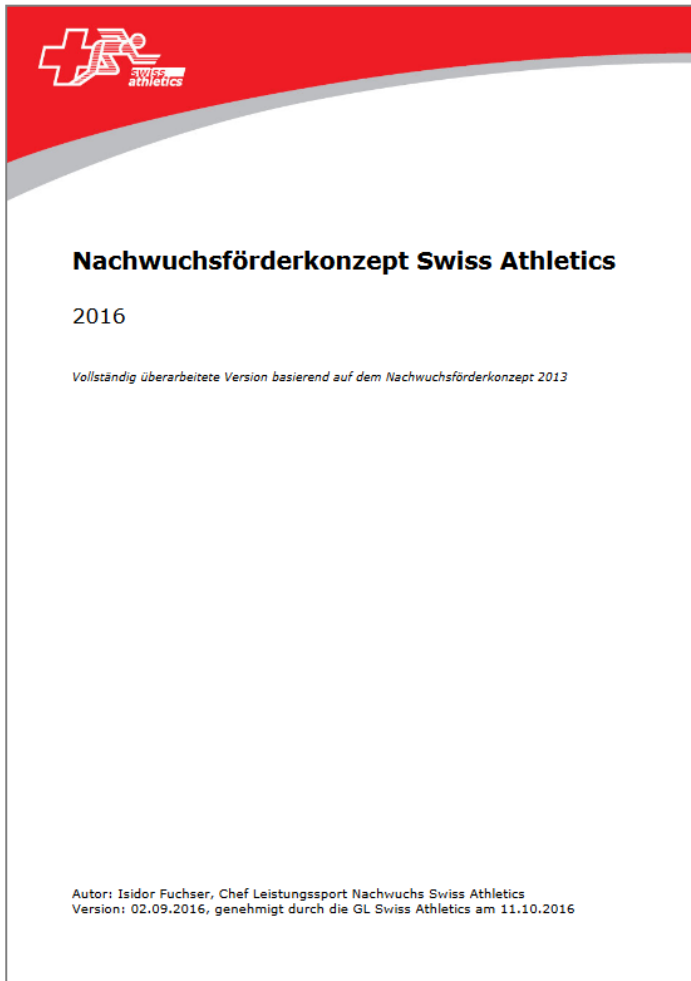 swiss
athletics
Nachwuchsförderkonzept Swiss Athletics
2016
Vollständig überarbeitete Version basierend auf dem Nachwuchsförderkonzept 2013
Autor: Isidor Fuchser, Chef Leistungssport Nachwuchs Swiss Athletics
Version: 02.09.2016, genehmigt durch die GL Swiss Athletics am 11.10.2016